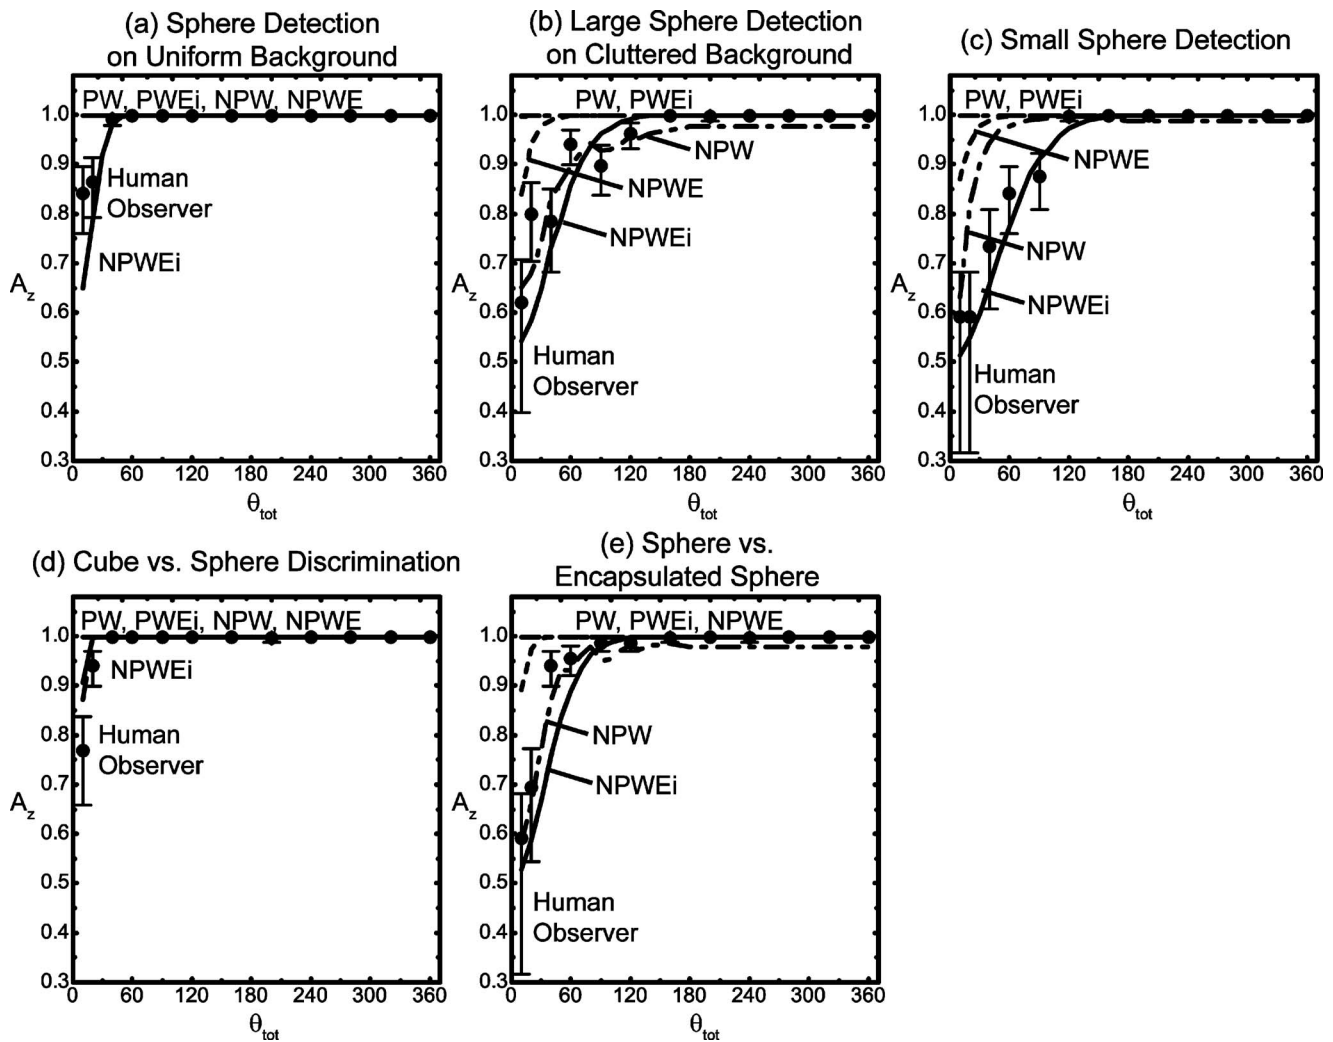 (a) Sphere Detection
on Uniform Background
PW, PWEi, NPW, NPWE
Human
Observer
NPWEi
A_z
1.0
0.9
0.8
0.7
0.6
0.5
0.4
0.3
0 60 120 180 240 300 360
θ_tot
(b) Large Sphere Detection
on Cluttered Background
PW, PWEi
NPW
NPWE
NPWEi
Human
Observer
A_z
1.0
0.9
0.8
0.7
0.6
0.5
0.4
0.3
0 60 120 180 240 300 360
θ_tot
(c) Small Sphere Detection
PW, PWEi
NPWE
NPW
NPWEi
Human
Observer
A_z
1.0
0.9
0.8
0.7
0.6
0.5
0.4
0.3
0 60 120 180 240 300 360
θ_tot
(d) Cube vs. Sphere Discrimination
PW, PWEi, NPW, NPWE
NPWEi
Human
Observer
A_z
1.0
0.9
0.8
0.7
0.6
0.5
0.4
0.3
0 60 120 180 240 300 360
θ_tot
(e) Sphere vs.
Encapsulated Sphere
PW, PWEi, NPWE
NPW
NPWEi
Human
Observer
A_z
1.0
0.9
0.8
0.7
0.6
0.5
0.4
0.3
0 60 120 180 240 300 360
θ_tot